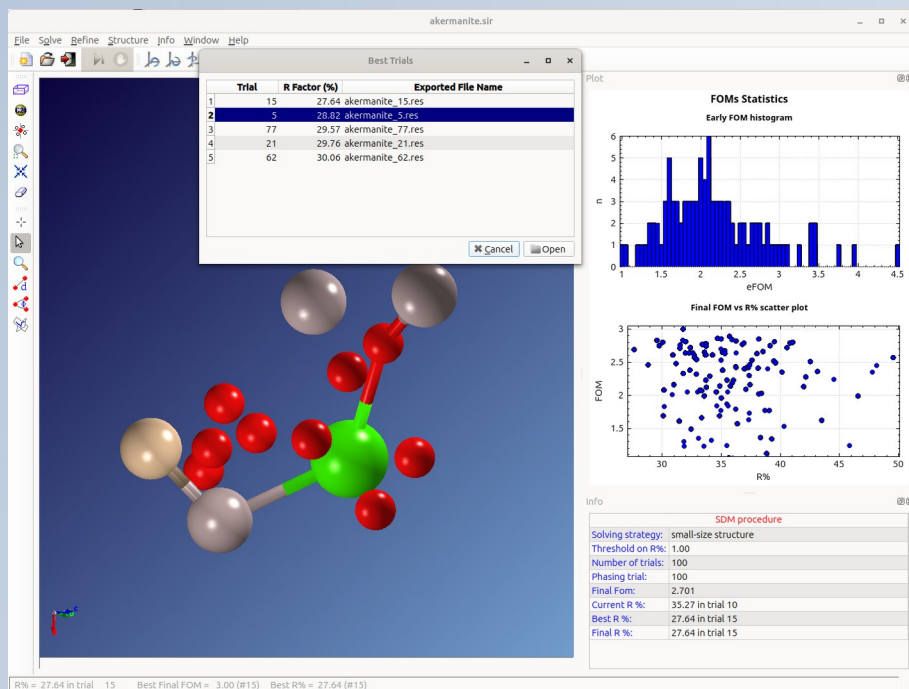 akermanite.sir
File Solve Refine Structure Info Window Help
Best Trials
Trial R Factor (%) Exported File Name
1 15 27.64 akermanite_15.res
2 5 28.82 akermanite_5.res
3 77 29.57 akermanite_77.res
4 21 29.76 akermanite_21.res
5 62 30.06 akermanite_62.res
Cancel Open
Plot
FOMs Statistics
Early FOM histogram
6
5
4
3
2
1
0
n
1 1.5 2 2.5 3 3.5 4 4.5
eFOM
Final FOM vs R% scatter plot
3
2.5
2
1.5
FOM
30 35 40 45 50
R%
Info
SDM procedure
Solving strategy: small-size structure
Threshold on R%: 1.00
Number of trials: 100
Phasing trial: 100
Final Fom: 2.701
Current R %: 35.27 in trial 10
Best R %: 27.64 in trial 15
Final R %: 27.64 in trial 15
R% = 27.64 in trial 15 Best Final FOM = 3.00 (#15) Best R% = 27.64 (#15)